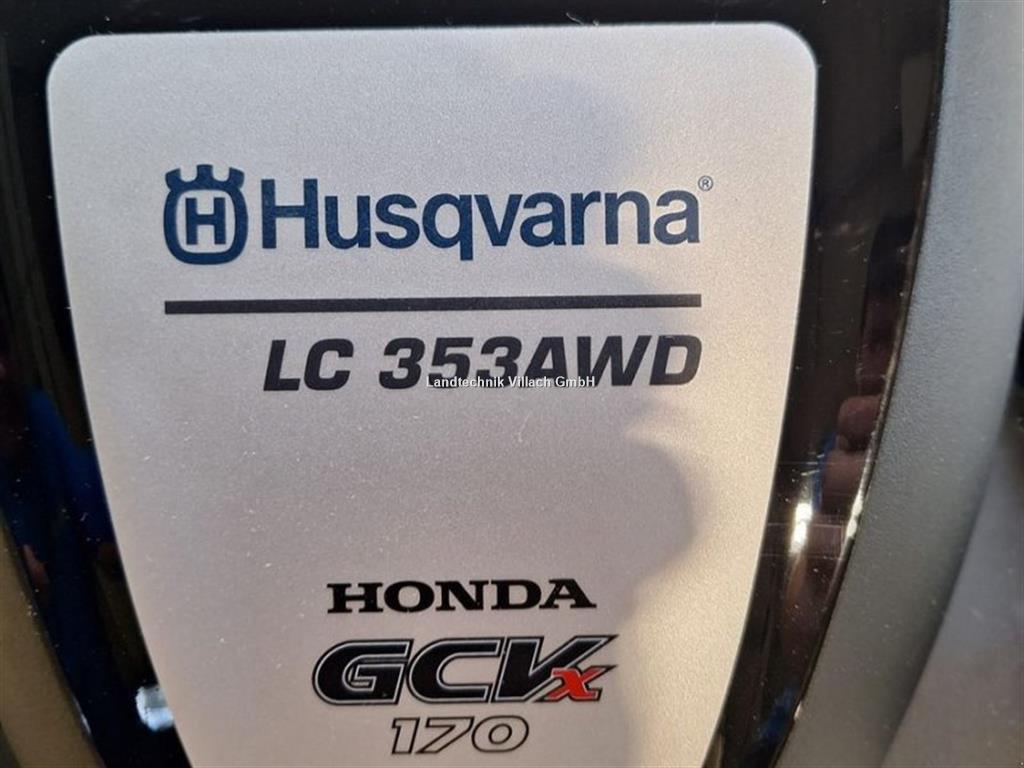 H Husqvarna®
LC 353AWD
Landtechnik Villach GmbH
HONDA
GCVx
170